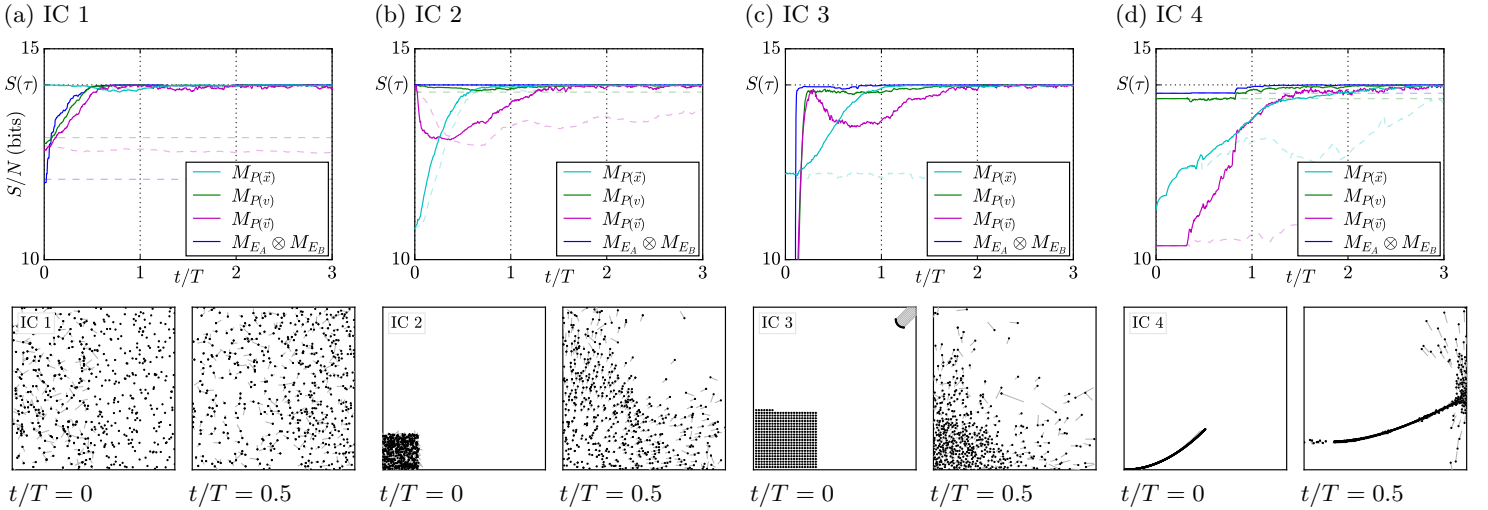 (a) IC 1
(b) IC 2
(c) IC 3
(d) IC 4
15
S(τ)
S/N (bits)
10
0
1
t/T
2
3
M_{P(\vec{x})}
M_{P(v)}
M_{P(\vec{v})}
M_{E_A} ⊗ M_{E_B}
15
S(τ)
10
0
1
t/T
2
3
M_{P(\vec{x})}
M_{P(v)}
M_{P(\vec{v})}
M_{E_A} ⊗ M_{E_B}
15
S(τ)
10
0
1
t/T
2
3
M_{P(\vec{x})}
M_{P(v)}
M_{P(\vec{v})}
M_{E_A} ⊗ M_{E_B}
15
S(τ)
10
0
1
t/T
2
3
M_{P(\vec{x})}
M_{P(v)}
M_{P(\vec{v})}
M_{E_A} ⊗ M_{E_B}
IC 1
IC 2
IC 3
IC 4
t/T = 0
t/T = 0.5
t/T = 0
t/T = 0.5
t/T = 0
t/T = 0.5
t/T = 0
t/T = 0.5